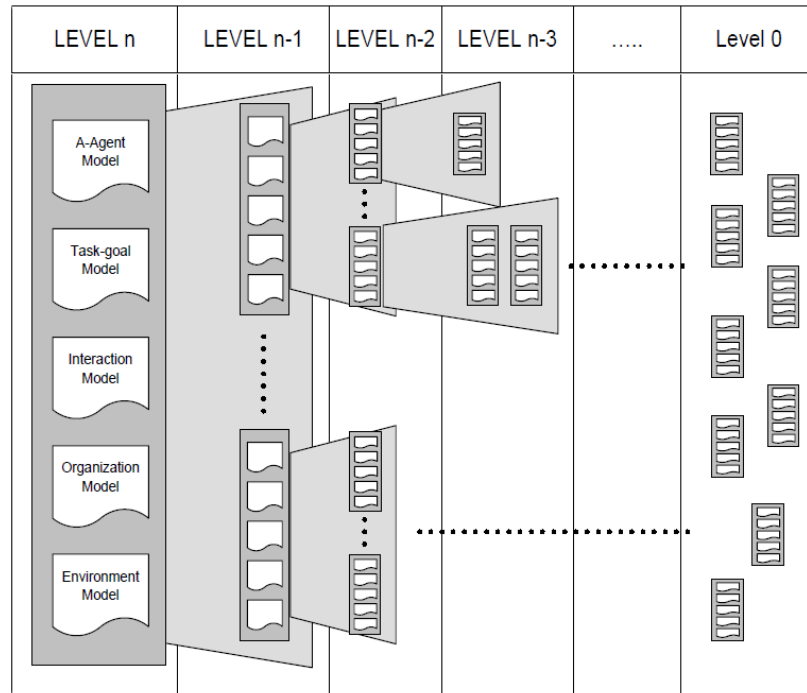 LEVEL n
LEVEL n-1
LEVEL n-2
LEVEL n-3
.....
Level 0
A-Agent
Model
Task-goal
Model
Interaction
Model
Organization
Model
Environment
Model